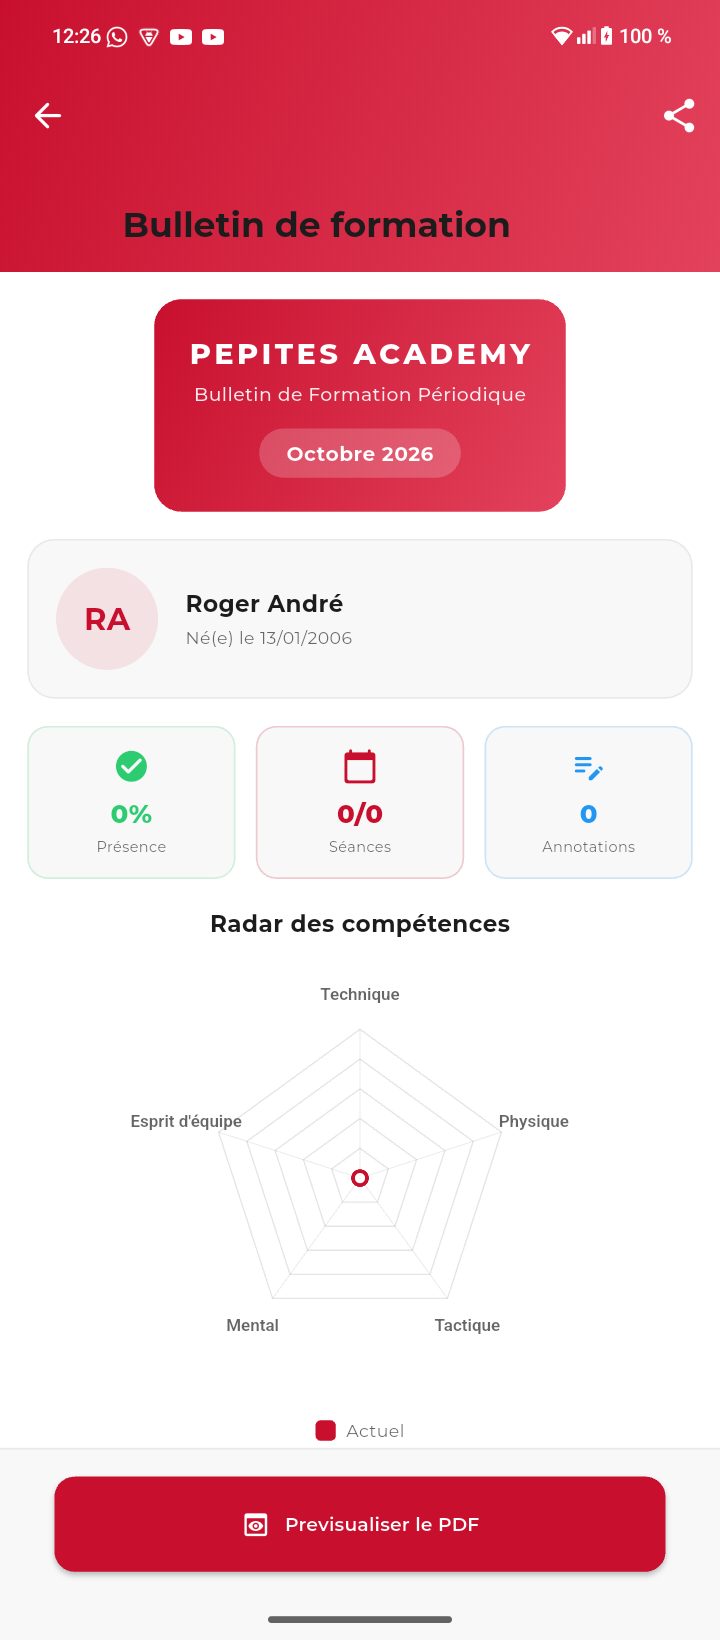 12:26 100 %
Bulletin de formation
PEPITES ACADEMY
Bulletin de Formation Périodique
Octobre 2026
RA
Roger André
Né(e) le 13/01/2006
0% 0/0 0
Présence Séances Annotations
Radar des compétences
Technique
Esprit d'équipe Physique
Mental Tactique
Actuel
Previsualiser le PDF